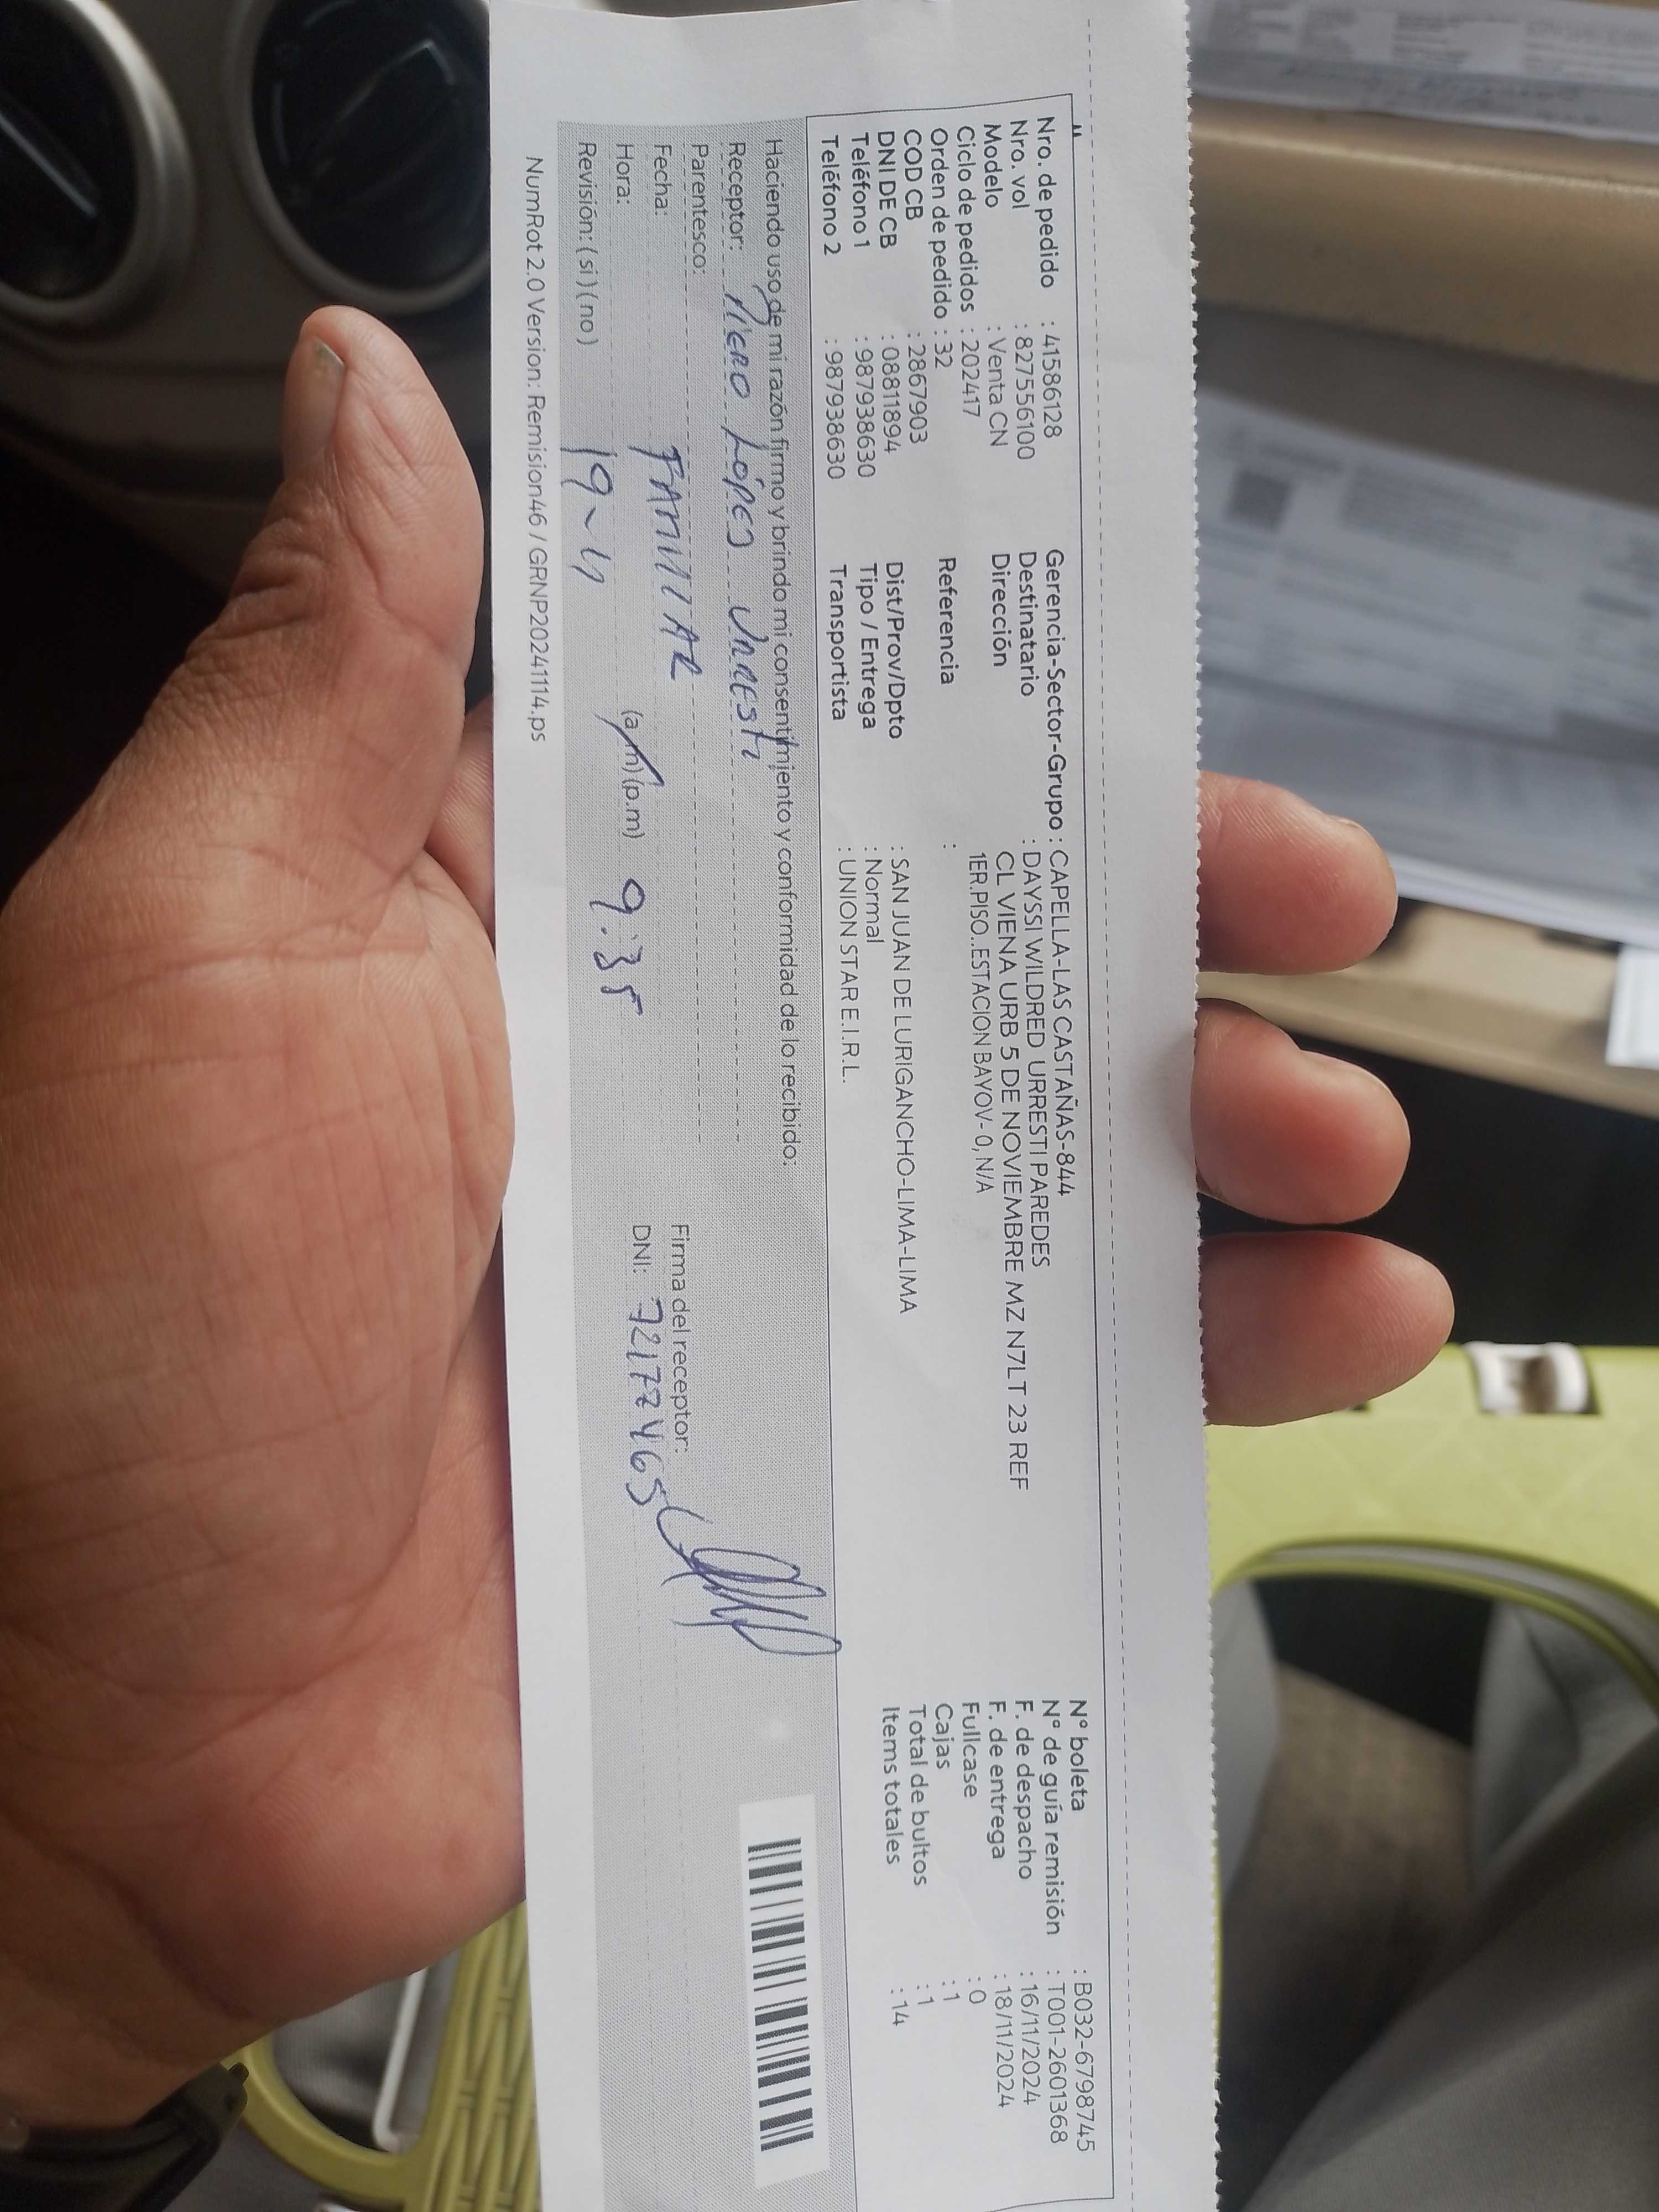 Nro. de pedido : 41586128
Nro. vol : 827556100
Modelo : Venta CN
Ciclo de pedidos : 202417
Orden de pedido : 32
COD CB : 2867903
DNI DE CB : 08811894
Teléfono 1 : 987938630
Teléfono 2 : 987938630
Gerencia-Sector-Grupo : CAPELLA-LAS CASTAÑAS-844
Destinatario : DAYSSI WILDRED URRESTI PAREDES
Dirección CL VIENA URB 5 DE NOVIEMBRE MZ N7LT 23 REF
1ER.PISO..ESTACION BAYOV- 0, N/A
Referencia :
Dist/Prov/Dpto : SAN JUAN DE LURIGANCHO-LIMA-LIMA
Tipo / Entrega : Normal
Transportista : UNION STAR E.I.R.L.
N° boleta : B032-6798745
N° de guía remisión : T001-2601368
F. de despacho : 16/11/2024
F. de entrega : 18/11/2024
Fullcase : 0
Cajas : 1
Total de bultos : 1
Items totales : 14
Haciendo uso de mi razón firmo y brindo mi consentimiento y conformidad de lo recibido:
Receptor: Piero López Urresti
Parentesco: FAMILIAR
Fecha: 19-11
Hora: (a.m) (p.m) 9:35
Revisión: ( si ) ( no )
Firma del receptor:
DNI: 72177465
NumRot 2.0 Version: Remision46 / GRNP20241114.ps